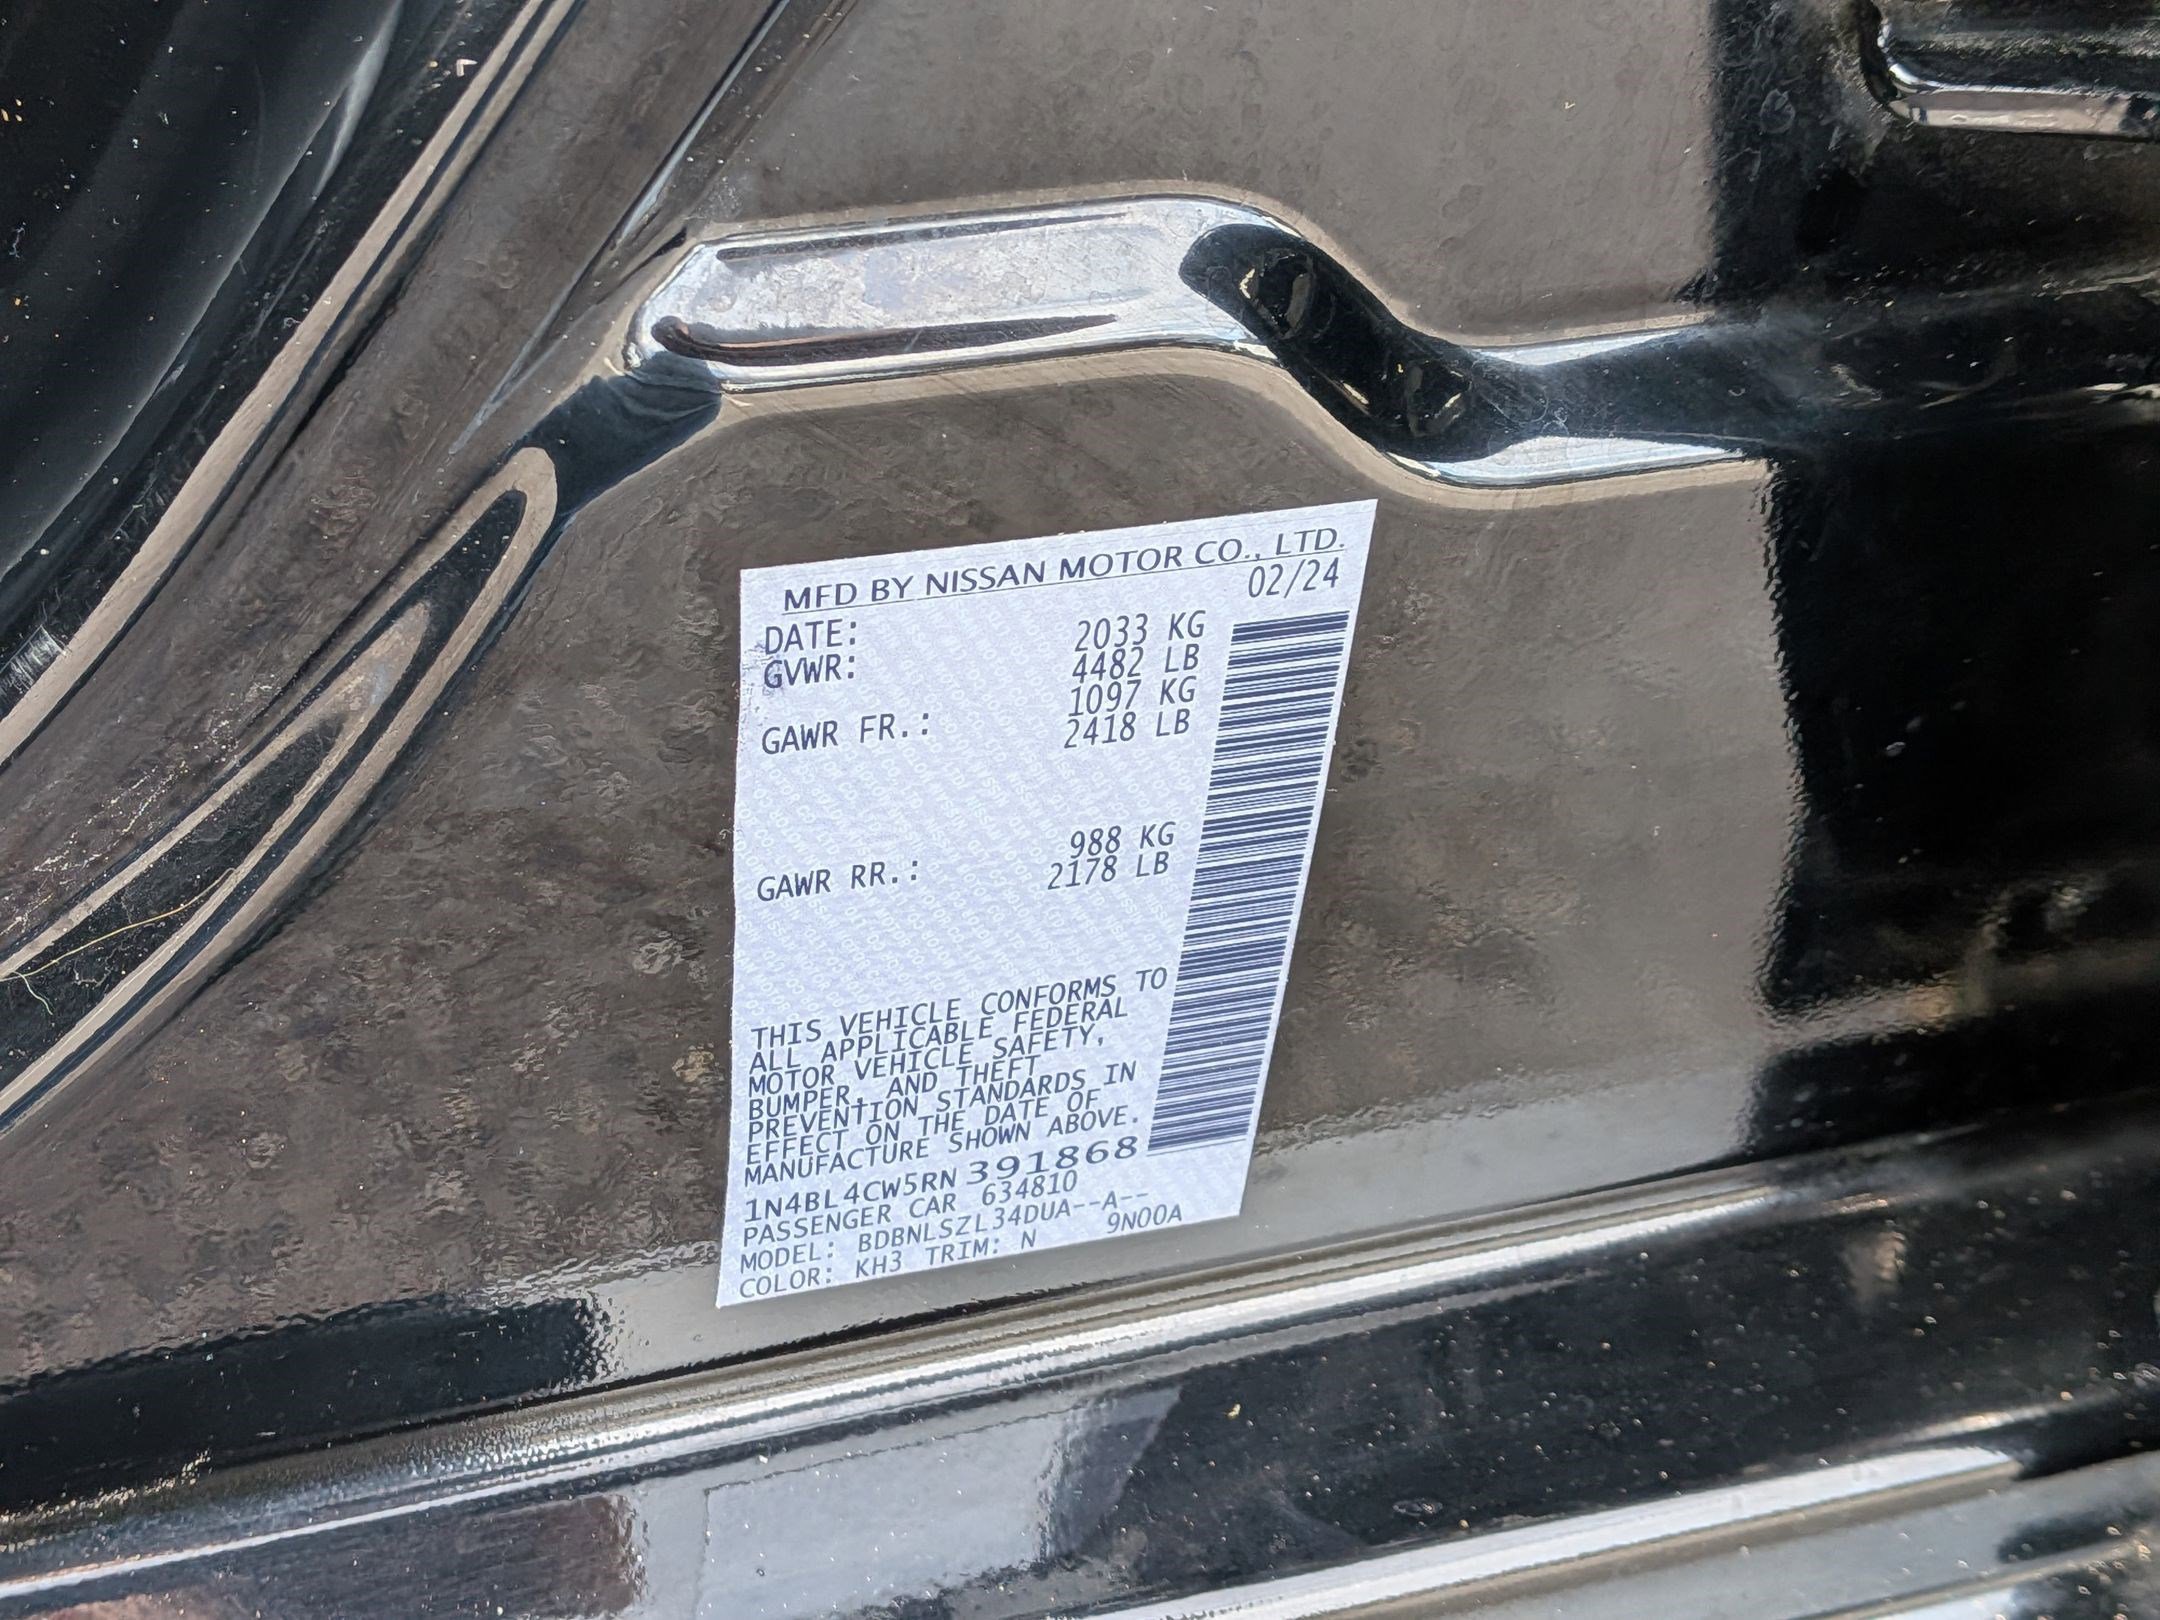 MFD BY NISSAN MOTOR CO., LTD.
DATE: 02/24
GVWR: 2033 KG
4482 LB
GAWR FR.: 1097 KG
2418 LB
GAWR RR.: 988 KG
2178 LB
THIS VEHICLE CONFORMS TO
ALL APPLICABLE FEDERAL
MOTOR VEHICLE SAFETY,
BUMPER, AND THEFT
PREVENTION STANDARDS IN
EFFECT ON THE DATE OF
MANUFACTURE SHOWN ABOVE.
1N4BL4CW5RN391868
PASSENGER CAR 634810
MODEL: BDBNLSZL34DUA--A--
COLOR: KH3 TRIM: N 9N00A